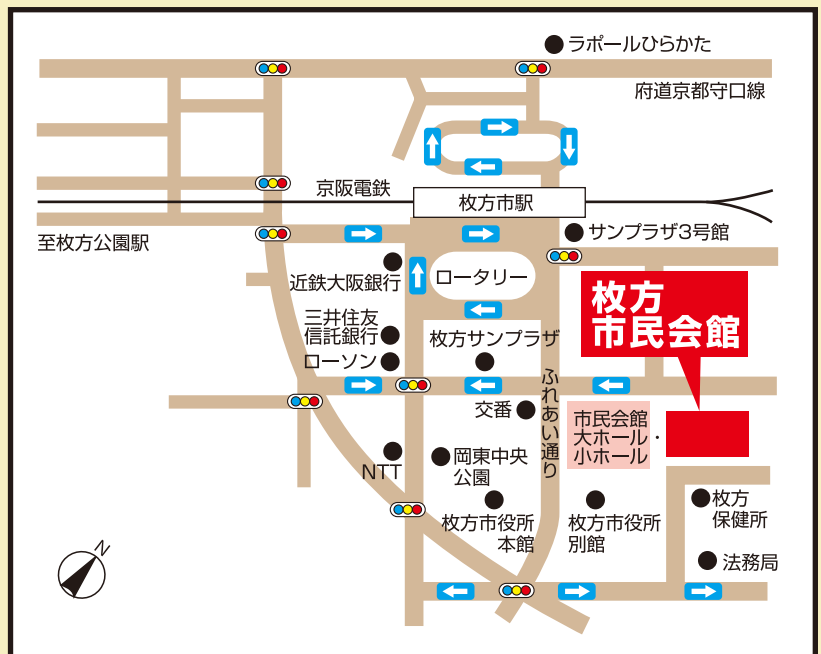 ラポールひらかた
府道京都守口線
京阪電鉄
枚方市駅
至枚方公園駅
サンプラザ3号館
近鉄大阪銀行
ロータリー
三井住友
信託銀行
ローソン
枚方サンプラザ
枚方
市民会館
ふれあい通り
交番
市民会館
大ホール・
小ホール
NTT
岡東中央
公園
枚方市役所
本館
枚方市役所
別館
枚方
保健所
法務局
N